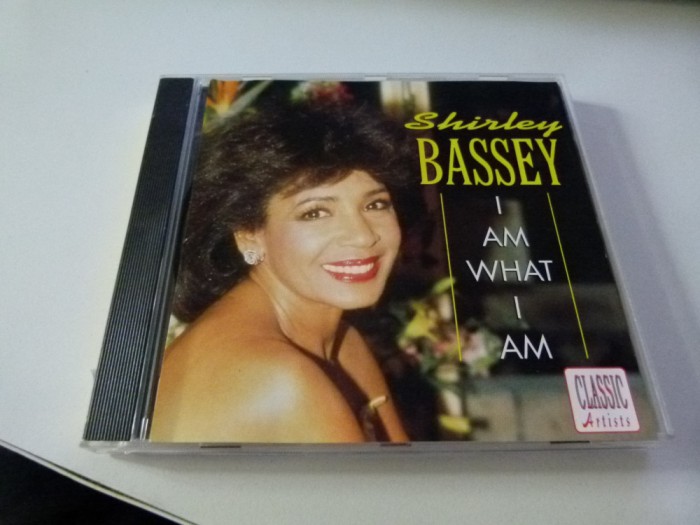 Shirley
BASSEY
I
AM
WHAT
I
AM
CLASSIC
Artists